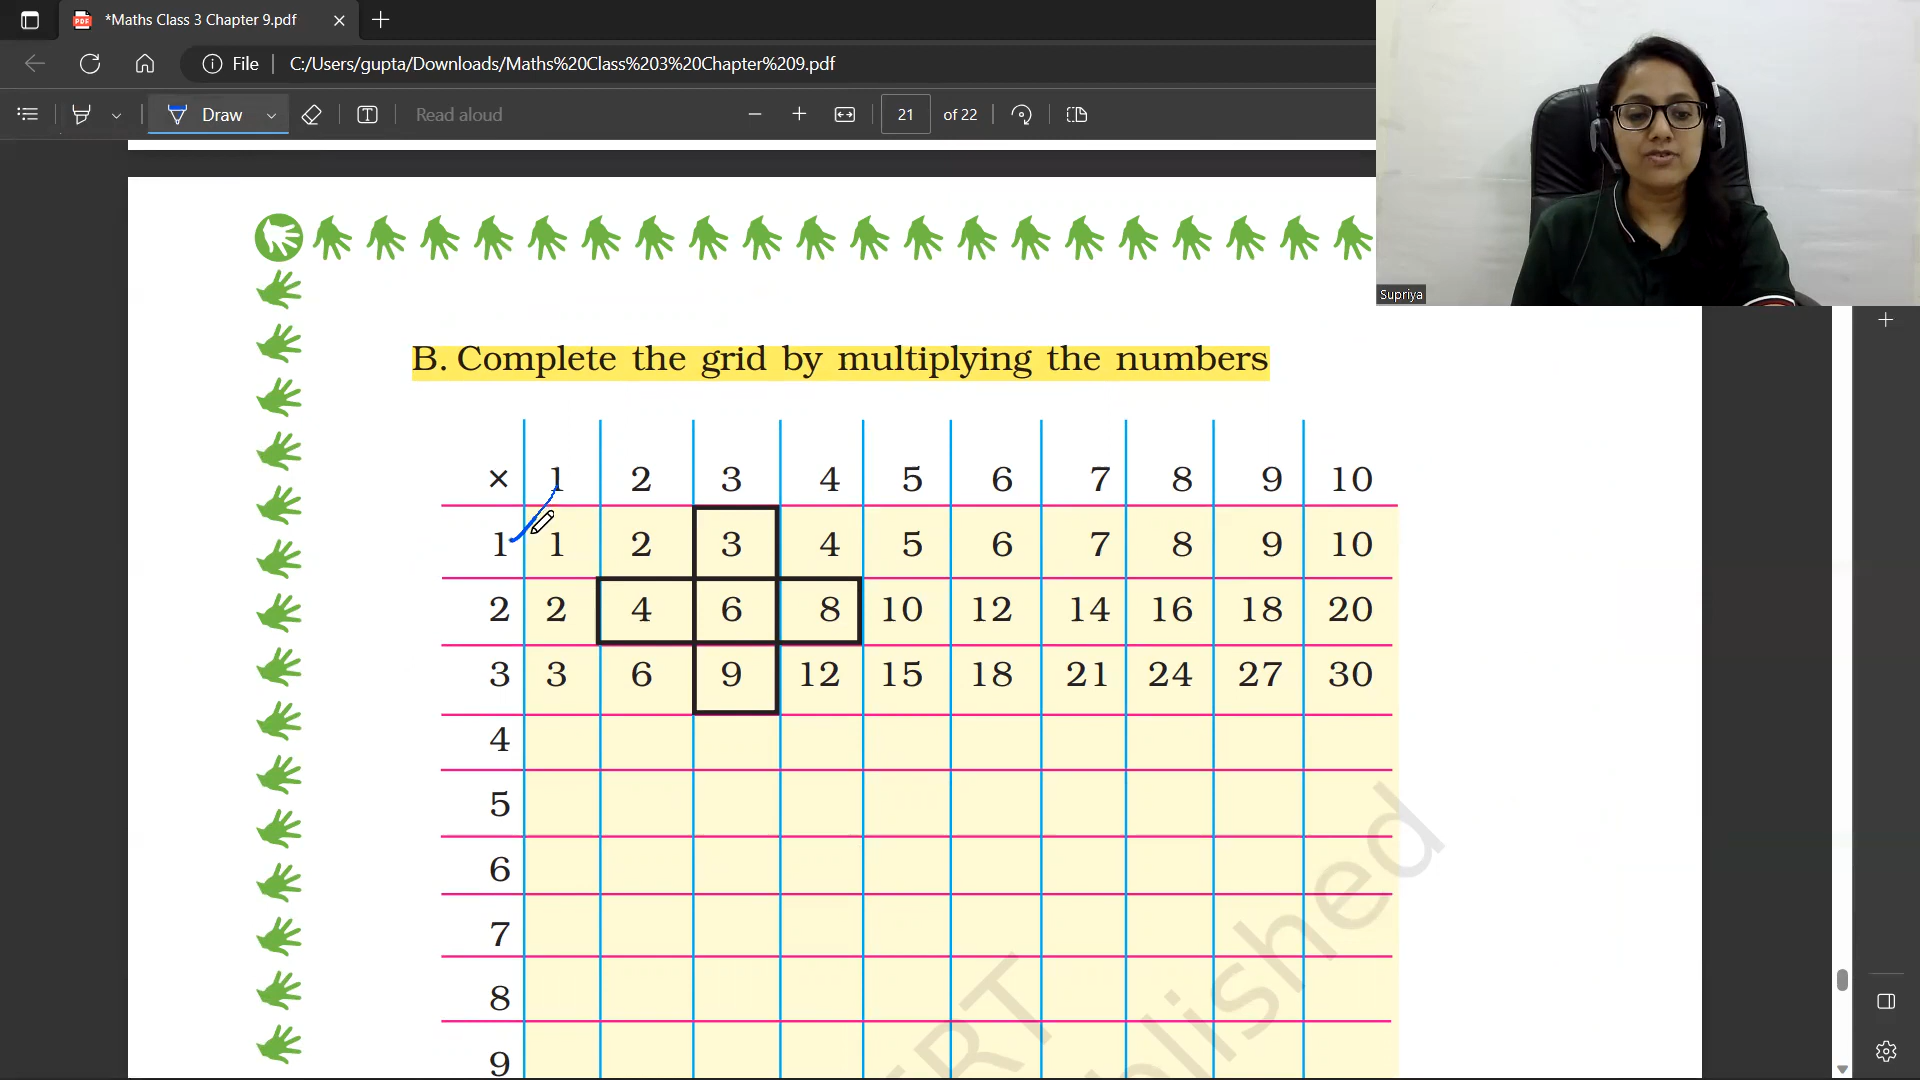 *Maths Class 3 Chapter 9.pdf
File C:/Users/gupta/Downloads/Maths%20Class%203%20Chapter%209.pdf
Draw Read aloud 21 of 22
Supriya
B. Complete the grid by multiplying the numbers
× 1 2 3 4 5 6 7 8 9 10
1 1 2 3 4 5 6 7 8 9 10
2 2 4 6 8 10 12 14 16 18 20
3 3 6 9 12 15 18 21 24 27 30
4
5
6
7
8
9